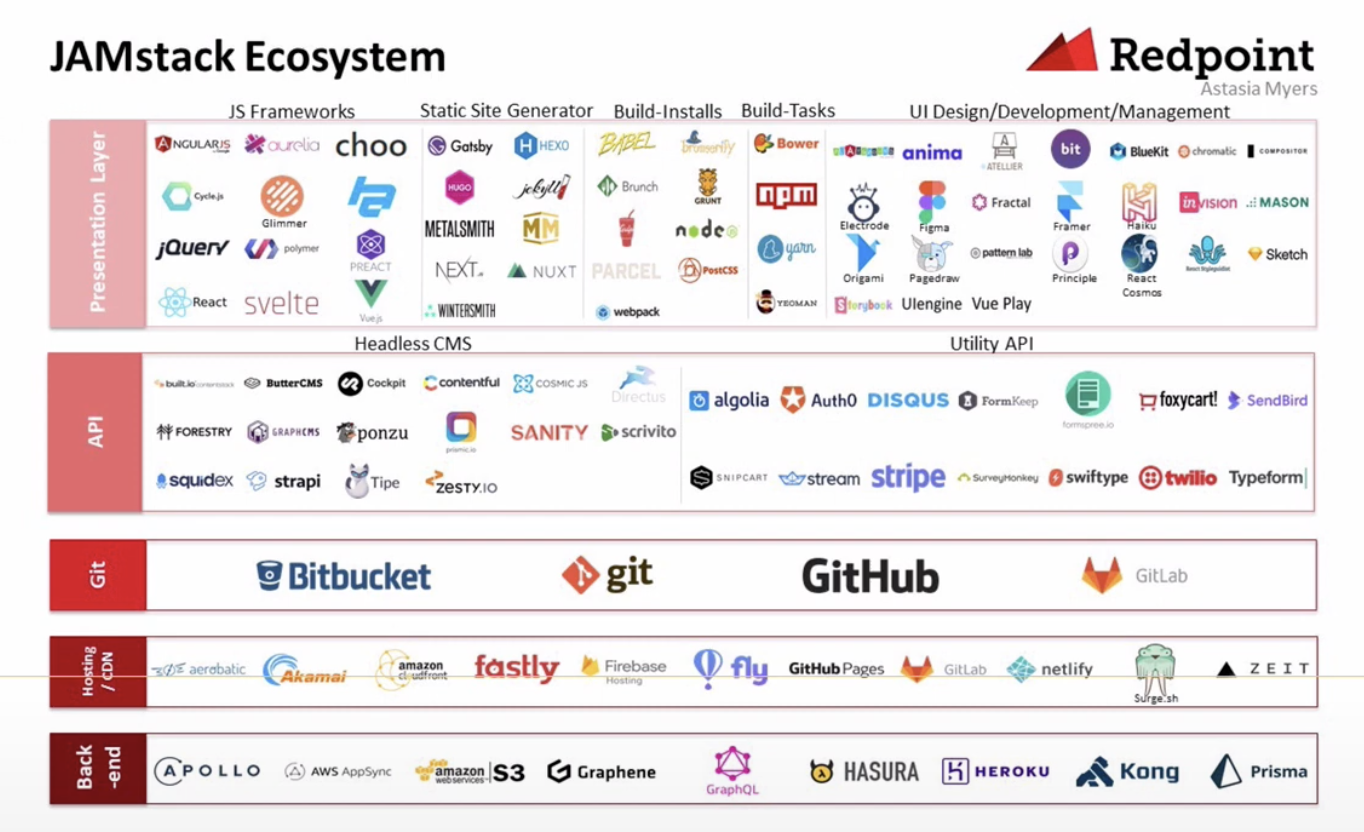 JAMstack Ecosystem
Redpoint
Astasia Myers
JS Frameworks
Static Site Generator
Build-Installs
Build-Tasks
UI Design/Development/Management
Presentation Layer
ANGULARJS
aurelia
choo
Cycle.js
Glimmer
jQuery
polymer
PREACT
React
svelte
Vue.js
Gatsby
HEXO
HUGO
jekyll
METALSMITH
MM
NEXT.js
NUXT
WINTERSMITH
BABEL
browserify
Brunch
GRUNT
Gulp
node
PARCEL
PostCSS
webpack
Bower
npm
yarn
YEOMAN
anima
ATELLIER
bit
BlueKit
chromatic
COMPOSITOR
Electrode
Figma
Fractal
Framer
Haiku
invision
MASON
Origami
Pagedraw
pattern lab
Principle
React
Cosmos
React Styleguidist
Sketch
Storybook
UIengine
Vue Play
Headless CMS
Utility API
API
built.io contentstack
ButterCMS
Cockpit
contentful
COSMIC JS
Directus
FORESTRY
GRAPHCMS
ponzu
prismic.io
SANITY
scrivito
squidex
strapi
Tipe
ZESTY.IO
algolia
Auth0
DISQUS
FormKeep
formspree.io
foxycart!
SendBird
SNIPCART
stream
stripe
SurveyMonkey
swiftype
twilio
Typeform
Git
Bitbucket
git
GitHub
GitLab
Hosting
/ CDN
aerobatic
Akamai
amazon
cloudfront
fastly
Firebase
Hosting
fly
GitHub Pages
GitLab
netlify
Surge.sh
ZEIT
Back
-end
APOLLO
AWS AppSync
amazon
webservices™
S3
Graphene
GraphQL
HASURA
HEROKU
Kong
Prisma